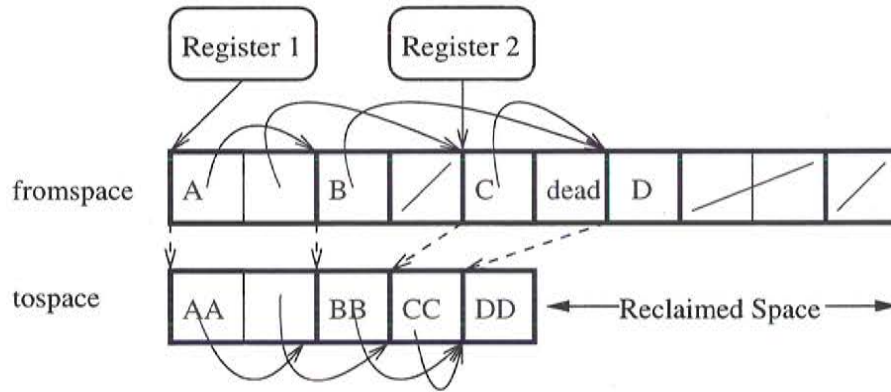 Register 1 Register 2
fromspace A B C dead D
tospace AA BB CC DD Reclaimed Space